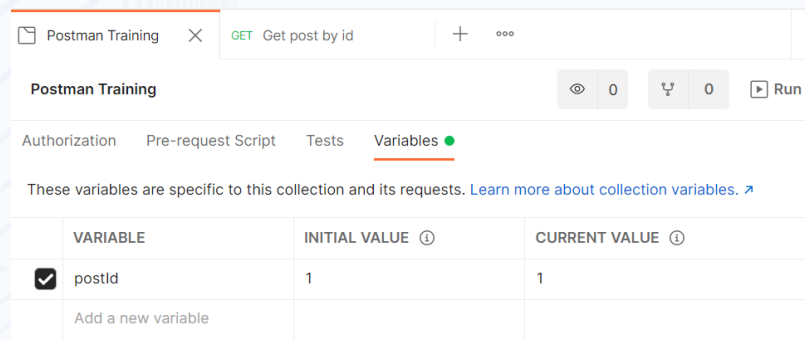 Postman Training GET Get post by id
Postman Training 0 0 Run
Authorization Pre-request Script Tests Variables
These variables are specific to this collection and its requests. Learn more about collection variables. ↗
VARIABLE INITIAL VALUE CURRENT VALUE
postId 1 1
Add a new variable